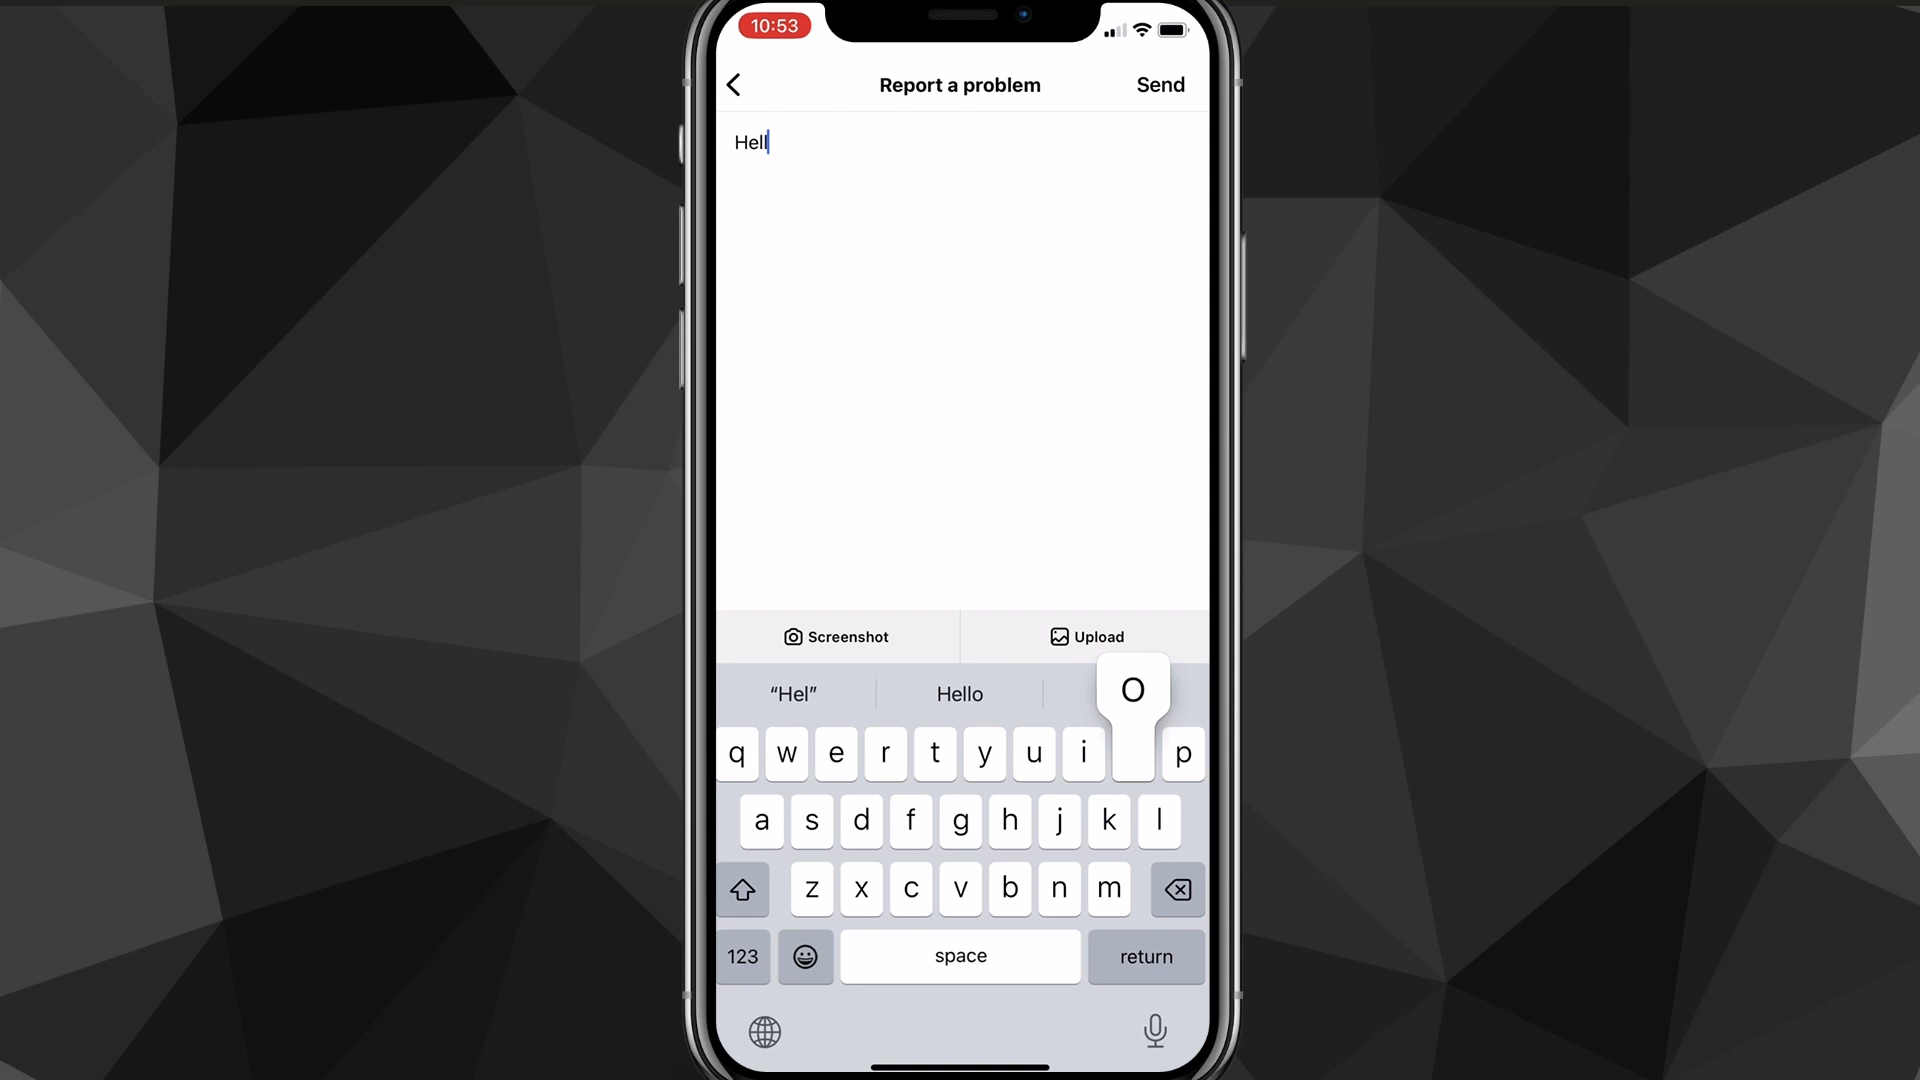 10:53
Report a problem
Send
Hell
Screenshot
Upload
“Hel”
Hello
O
q w e r t y u i p
a s d f g h j k l
z x c v b n m
123
space
return